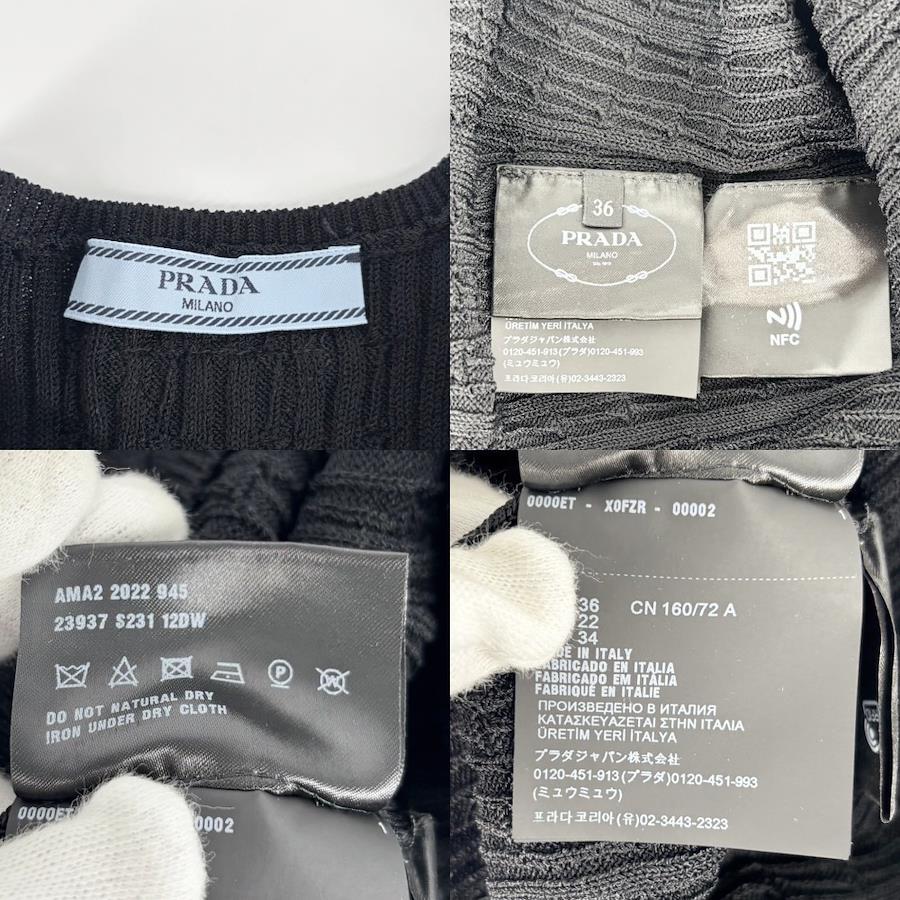 PRADA
MILANO
36
PRADA
MILANO
ÜRETİM YERİ İTALYA
プラダジャパン株式会社
0120-451-913(プラダ)0120-451-993
(ミュウミュウ)
프라다코리아(유)02-3443-2323
NFC
AMA2 2022 945
23937 S231 12DW
P
DO NOT NATURAL DRY
IRON UNDER DRY CLOTH
0000ET
0002
0000ET - X0FZR - 00002
36 CN 160/72 A
22
34
IN ITALY
FABRICADO EN ITALIA
FABRICADO EM ITALIA
FABRIQUÉ EN ITALIE
ПРОИЗВЕДЕНО В ИТАЛИЯ
ΚΑΤΑΣΚΕΥΑΖΕΤΑΙ ΣΤΗΝ ΙΤΑΛΙΑ
ÜRETİM YERİ İTALYA
プラダジャパン株式会社
0120-451-913(プラダ)0120-451-993
(ミュウミュウ)
프라다코리아(유)02-3443-2323